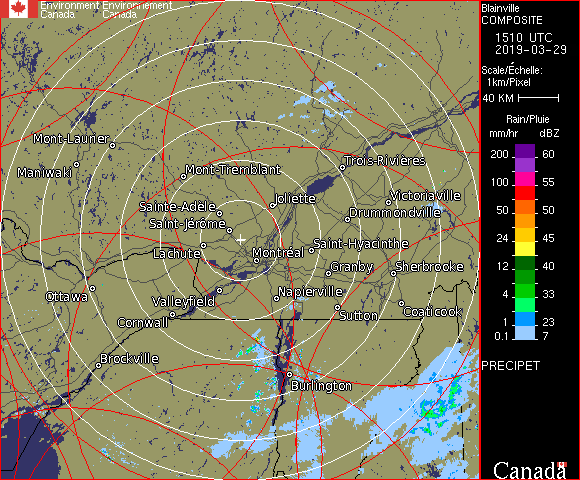 Environment Environnement
Canada Canada
Blainville
COMPOSITE
1510 UTC
2019-03-29
Scale/Échelle:
1km/Pixel
40 KM
Rain/Pluie
mm/hr dBZ
200 60
100 55
50 50
24 45
12 40
4 33
1 23
0.1 7
PRECIPET
Canada
Mont-Laurier
Maniwaki
Mont-Tremblant
Trois-Rivières
Joliette
Victoriaville
Sainte-Adèle
Drummondville
Saint-Jérôme
Lachute
Montréal
Saint-Hyacinthe
Granby
Sherbrooke
Ottawa
Valleyfield
Napierville
Coaticook
Cornwall
Sutton
Brockville
Burlington